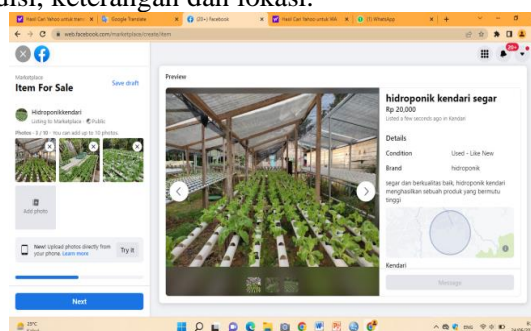 disi, keterangan dan lokasi.
Hasil Cari Yahoo untuk trans
Google Translate
(20+) Facebook
Hasil Cari Yahoo untuk WA
(1) WhatsApp
web.facebook.com/marketplace/create/item
20+
Marketplace
Item For Sale
Save draft
Hidroponikkendari
Listing to Marketplace · Public
Photos · 3 / 10 · You can add up to 10 photos.
Add photo
New! Upload photos directly from
your phone. Learn more
Try it
Next
Preview
hidroponik kendari segar
Rp 20,000
Listed a few seconds ago in Kendari
Details
Condition Used - Like New
Brand hidroponik
segar dan berkualitas baik, hidroponik kendari
menghasilkan sebuah produk yang bermutu
tinggi
Kendari
Message
29°C
ENG